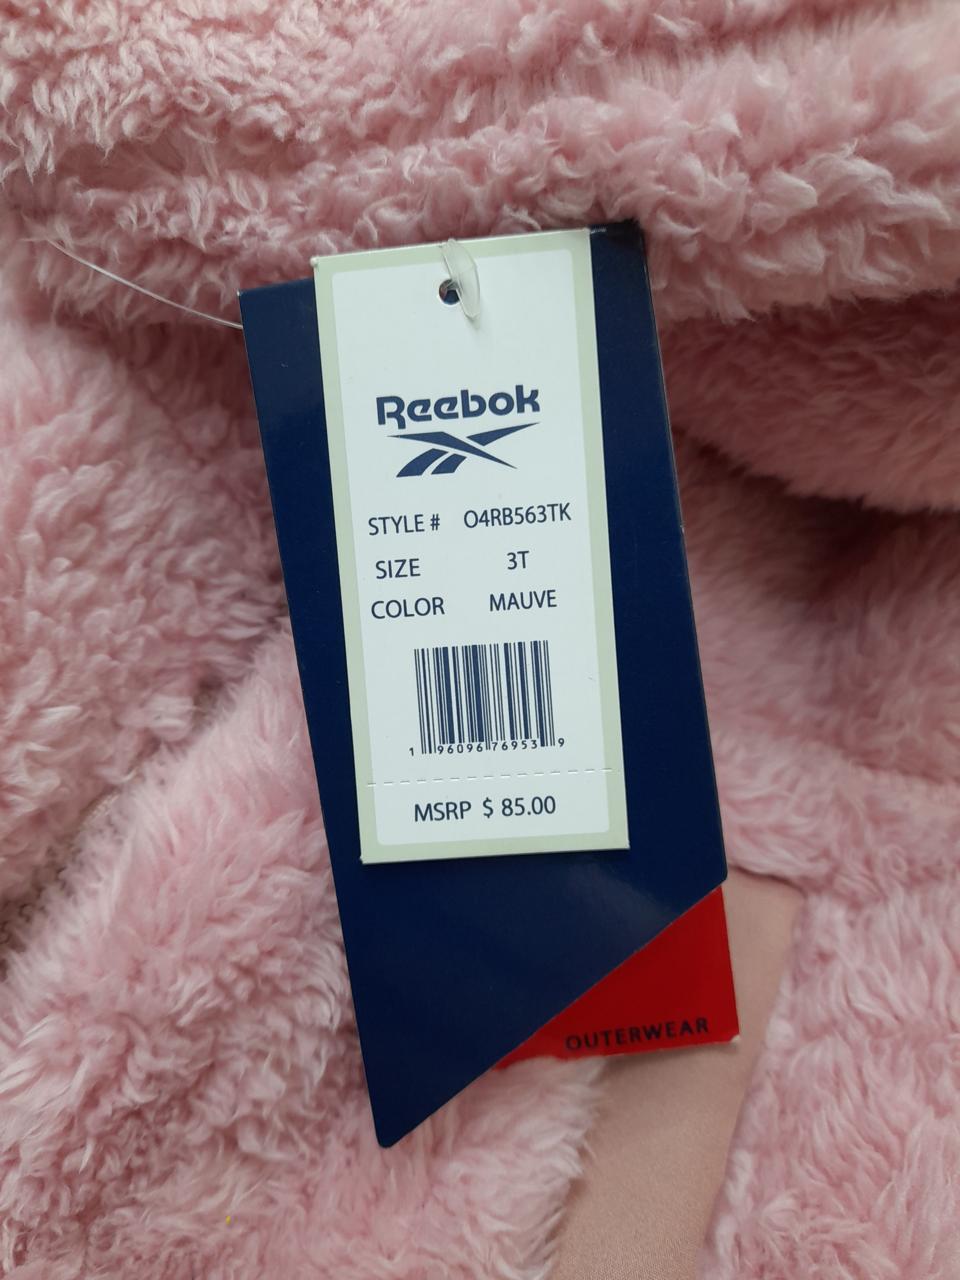 Reebok
STYLE # O4RB563TK
SIZE 3T
COLOR MAUVE
1 96096 76953 9
MSRP $ 85.00
OUTERWEAR